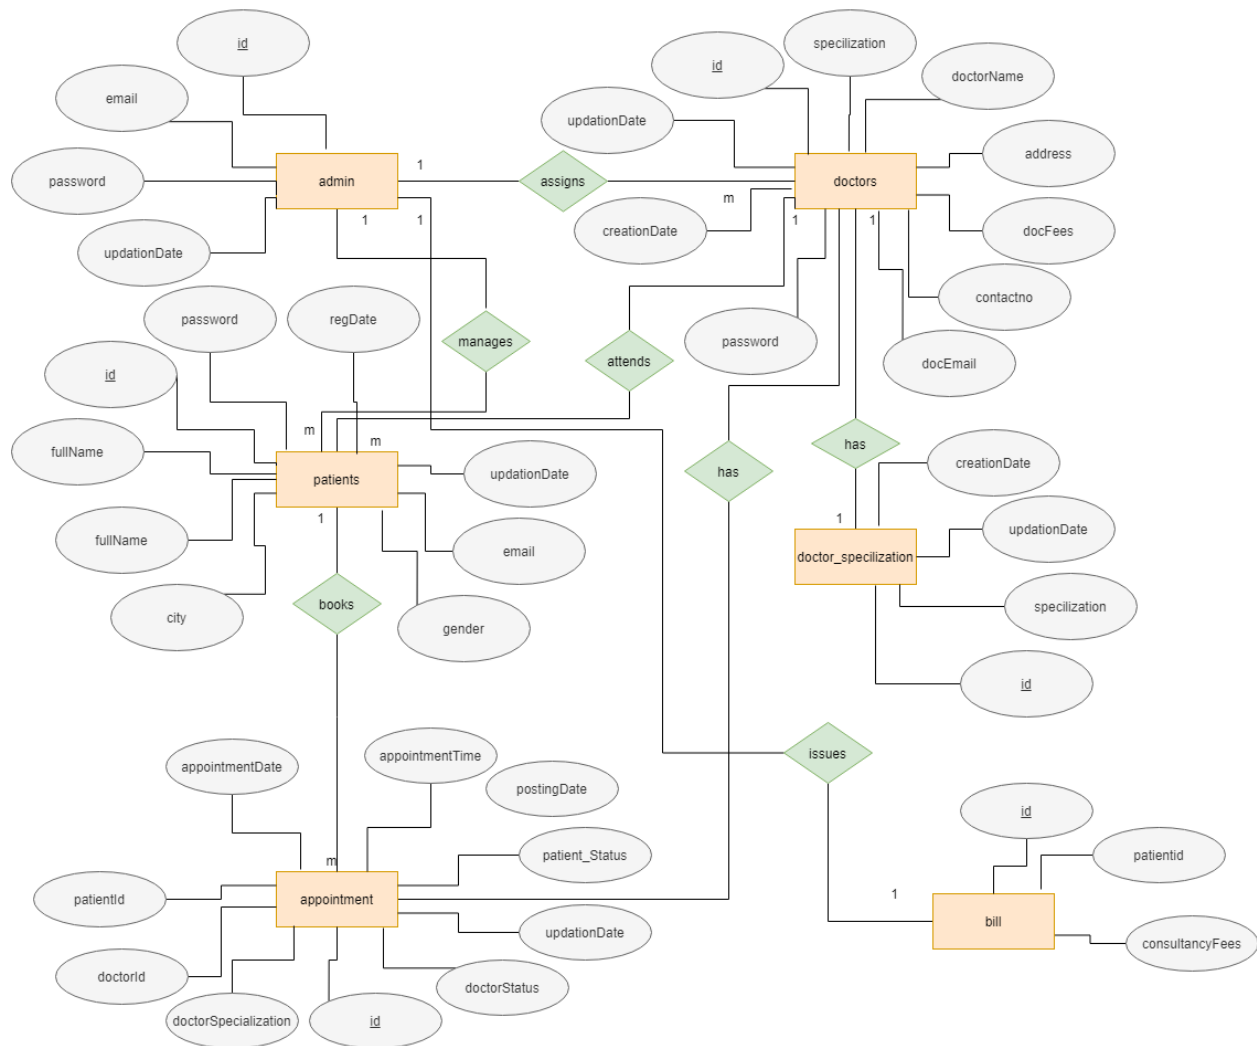 id
specilization
id
doctorName
email
updationDate
address
password
admin
1
assigns
doctors
m
1
1
1
1
creationDate
docFees
updationDate
contactno
password
regDate
manages
attends
password
docEmail
id
fullName
m
m
has
has
creationDate
patients
updationDate
fullName
1
email
1
doctor_specilization
updationDate
city
books
gender
specilization
id
appointmentDate
appointmentTime
issues
postingDate
id
m
patient_Status
patientid
patientId
appointment
1
bill
updationDate
consultancyFees
doctorId
doctorSpecialization
id
doctorStatus